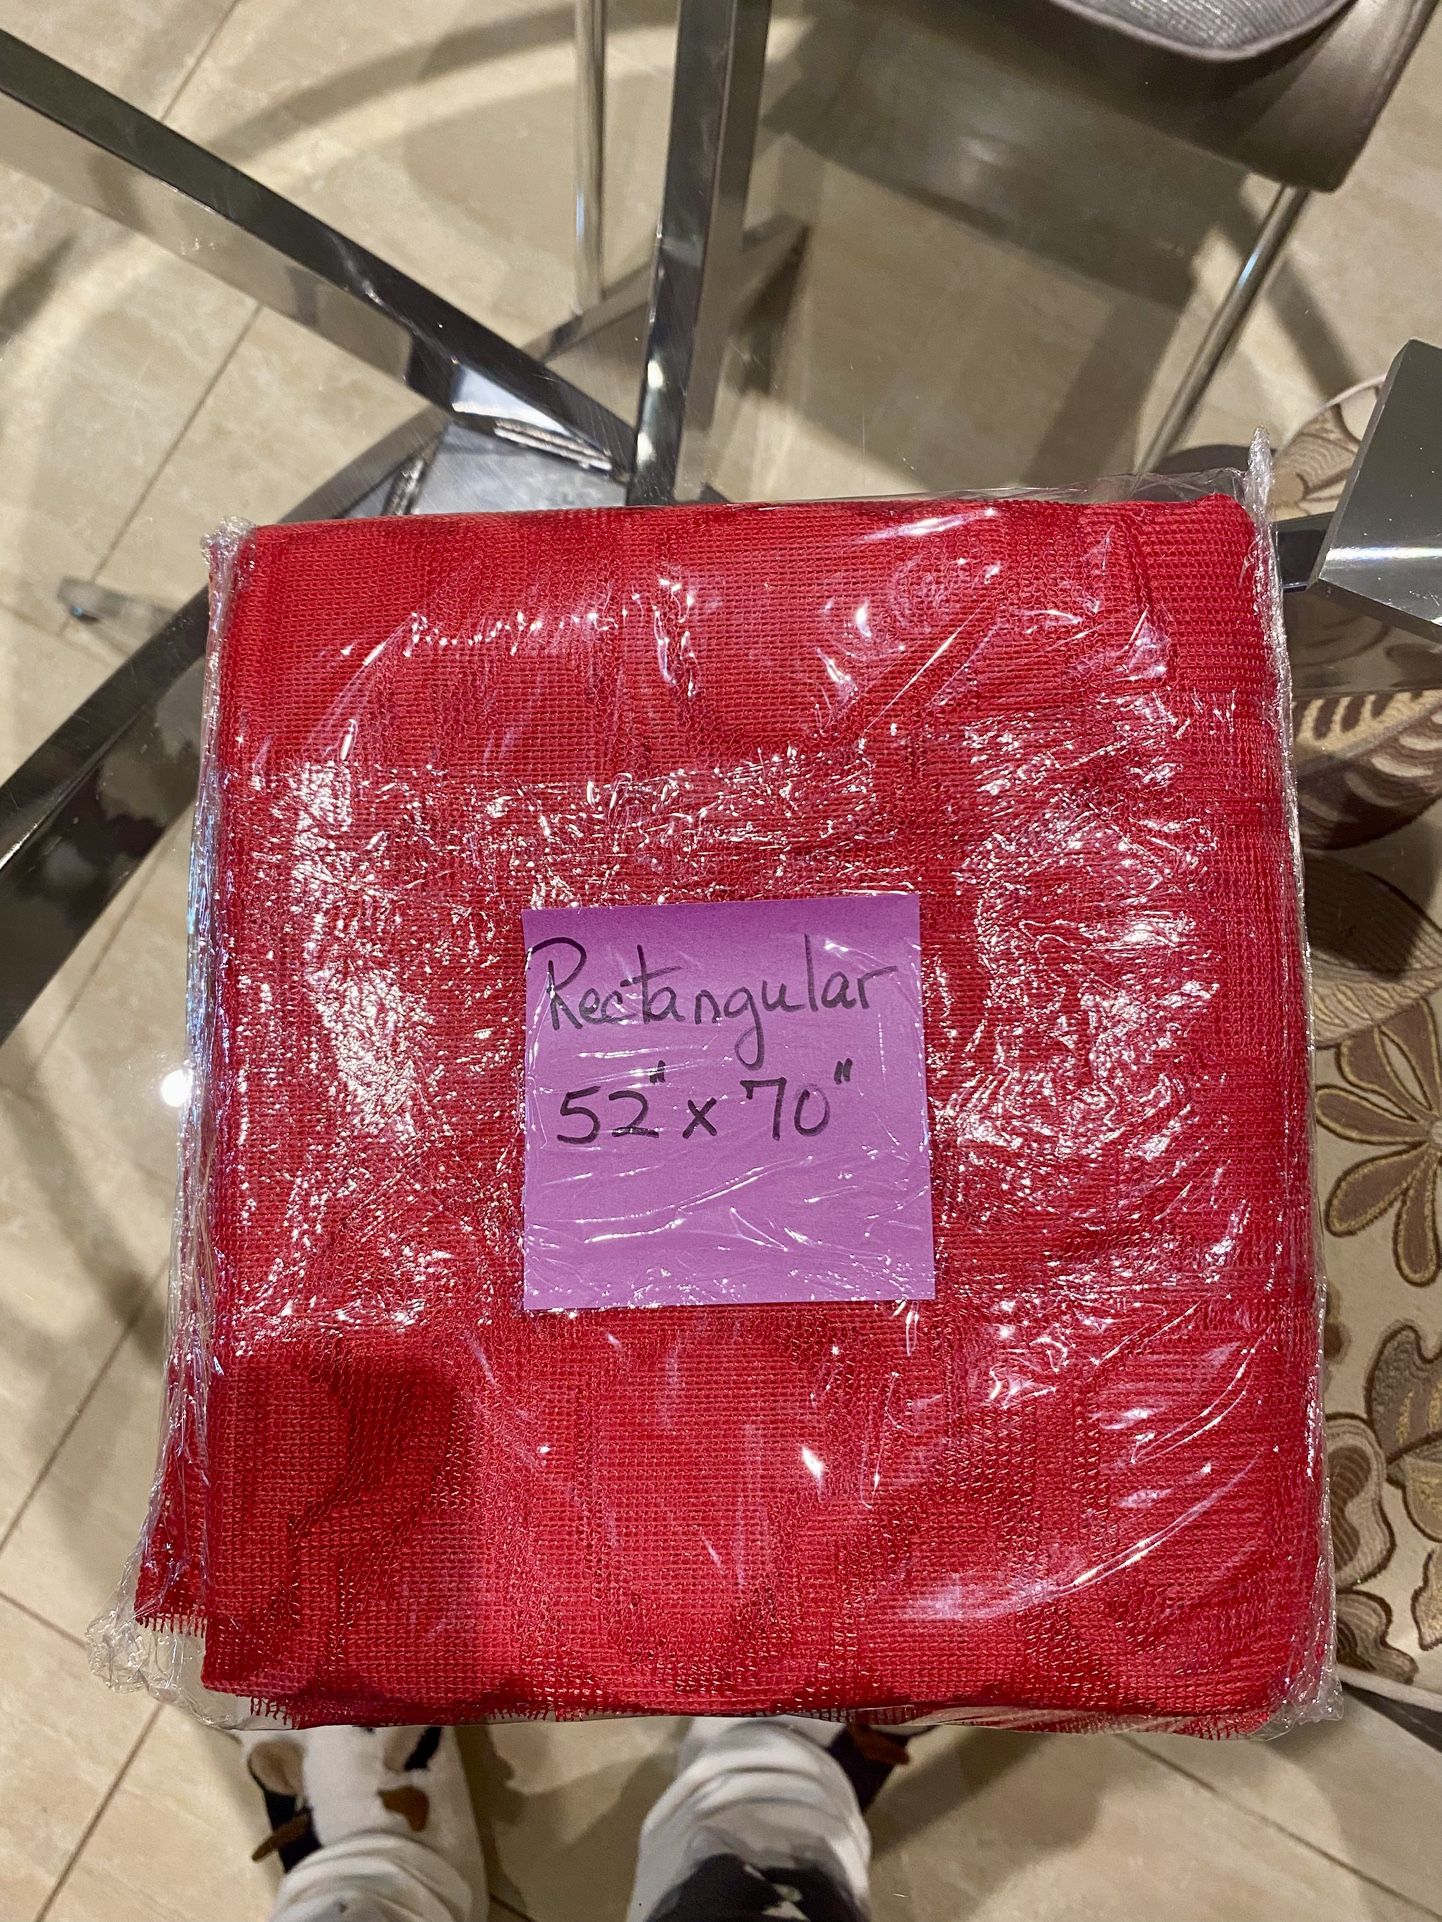 Rectangular
52" x 70"